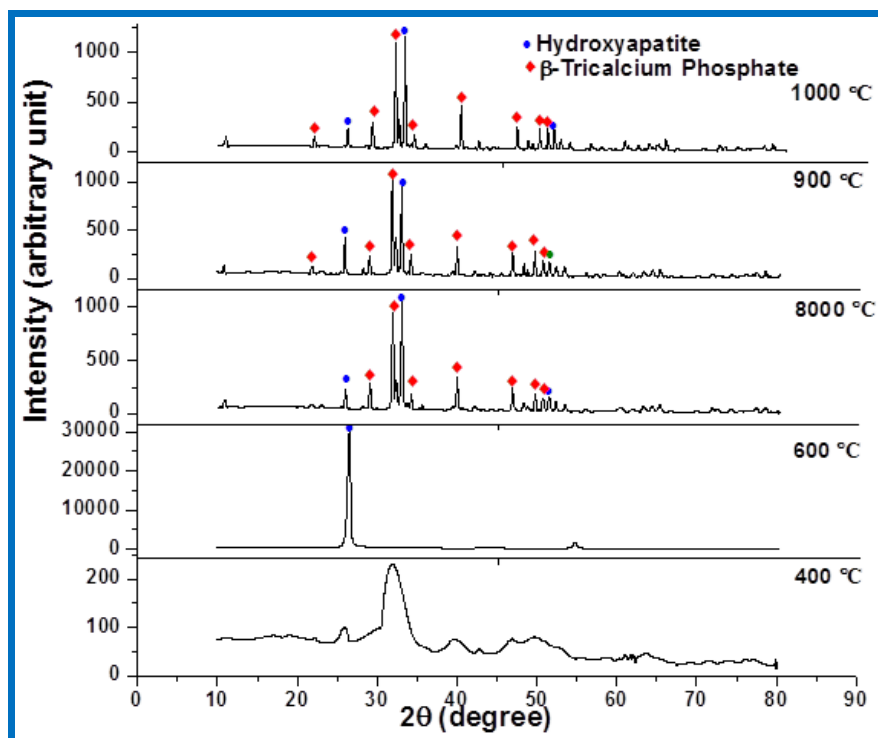 Hydroxyapatite
β-Tricalcium Phosphate
1000 °C
1000
500
0
900 °C
1000
500
0
8000 °C
1000
500
0
600 °C
30000
20000
10000
0
400 °C
200
100
0
0 10 20 30 40 50 60 70 80 90
2θ (degree)
Intensity (arbitrary unit)